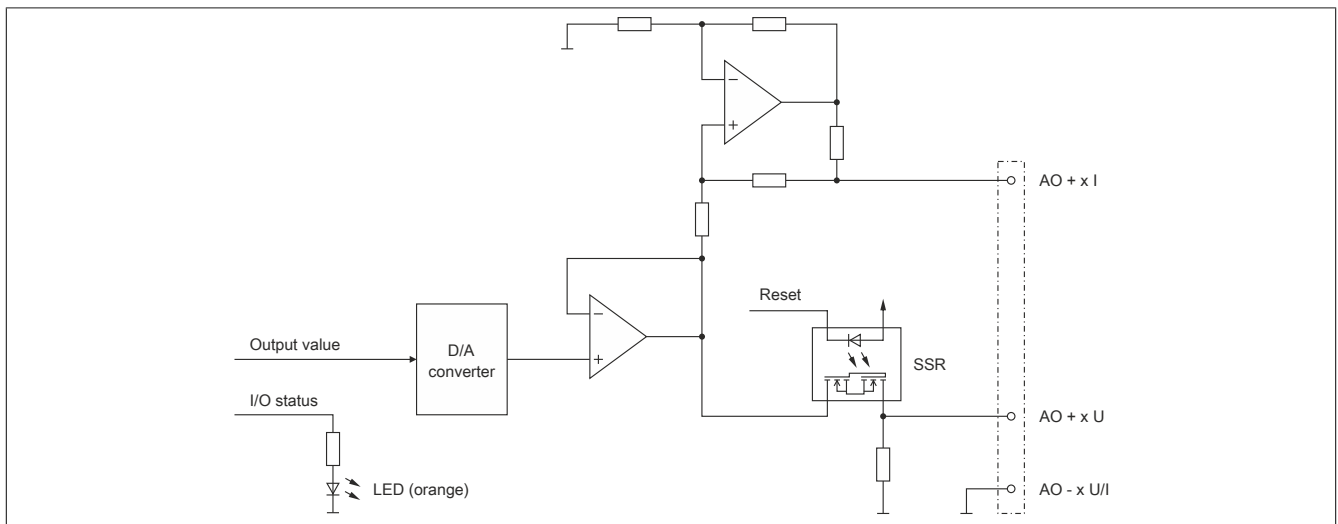 AO + x I
Reset
Output value
D/A
converter
SSR
I/O status
AO + x U
LED (orange)
AO - x U/I